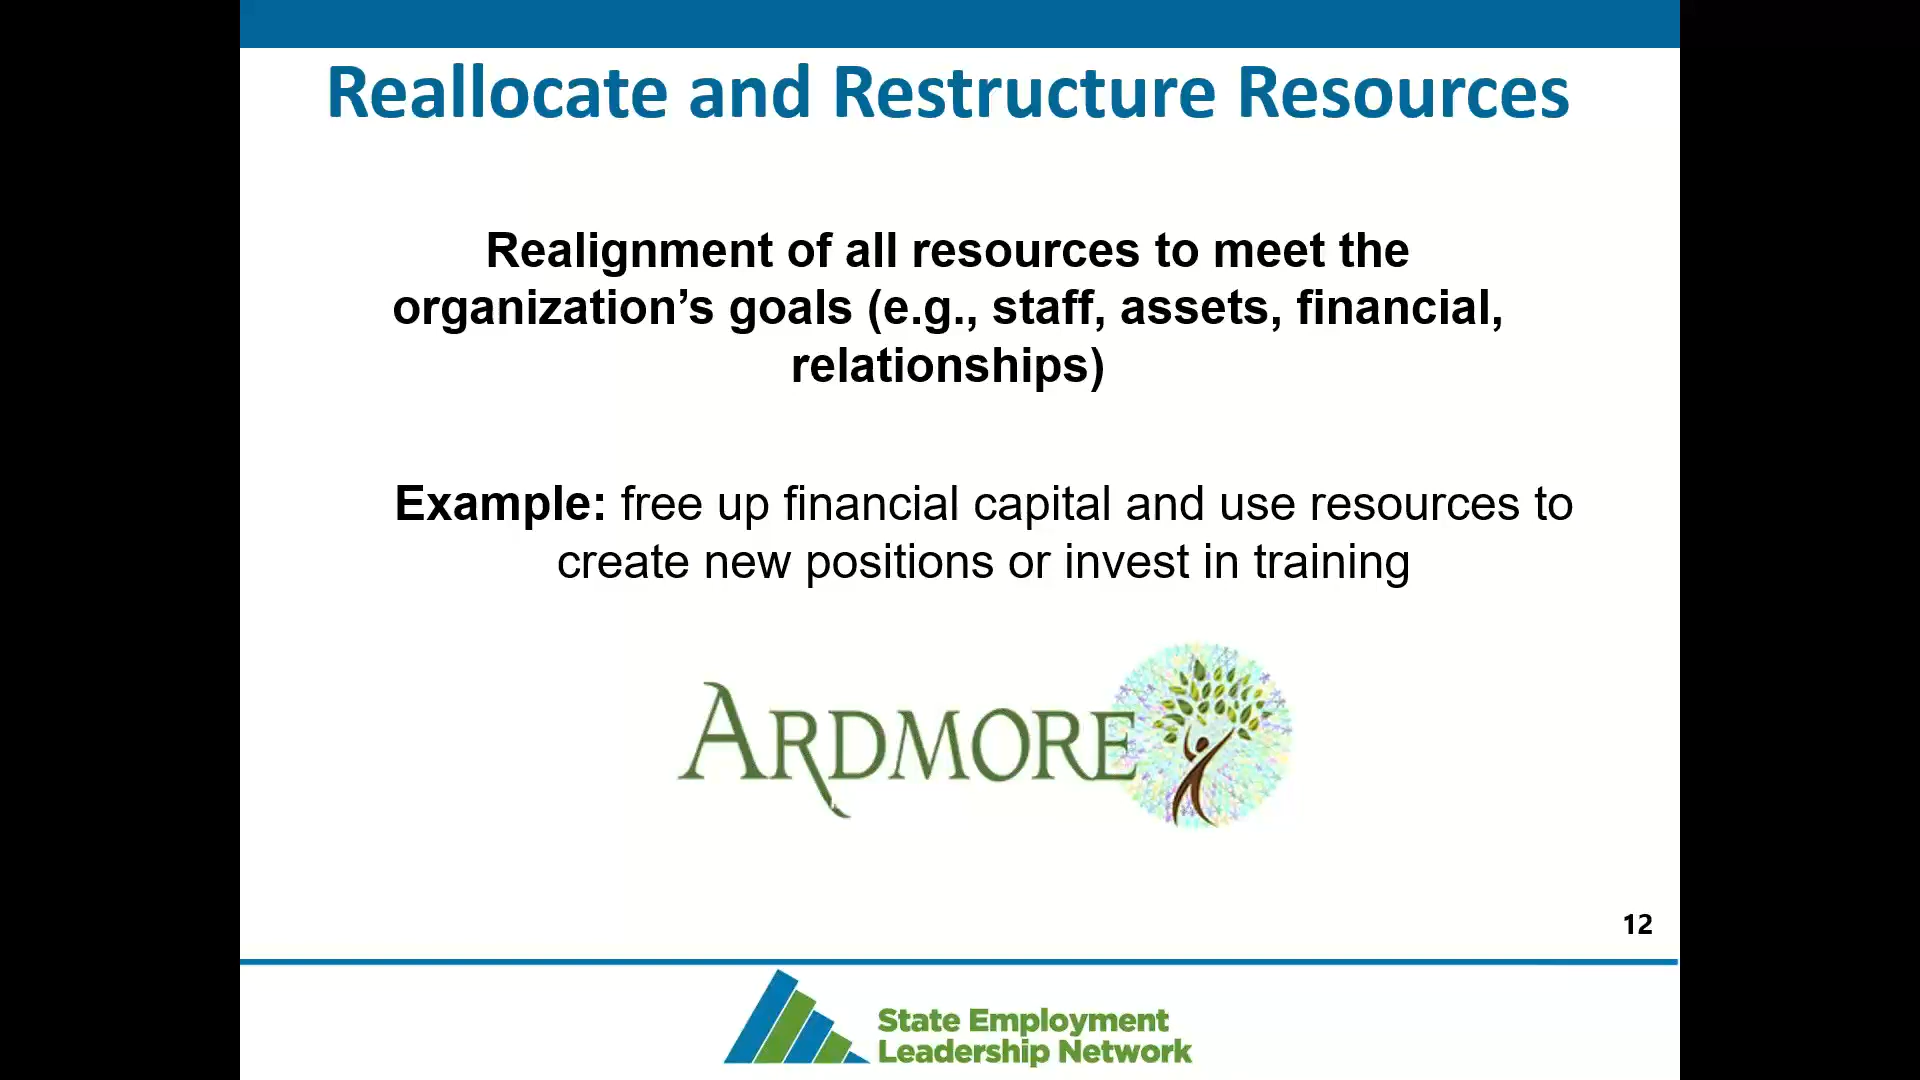 Reallocate and Restructure Resources
Realignment of all resources to meet the
organization’s goals (e.g., staff, assets, financial,
relationships)
Example: free up financial capital and use resources to
create new positions or invest in training
ARDMORE
12
State Employment
Leadership Network